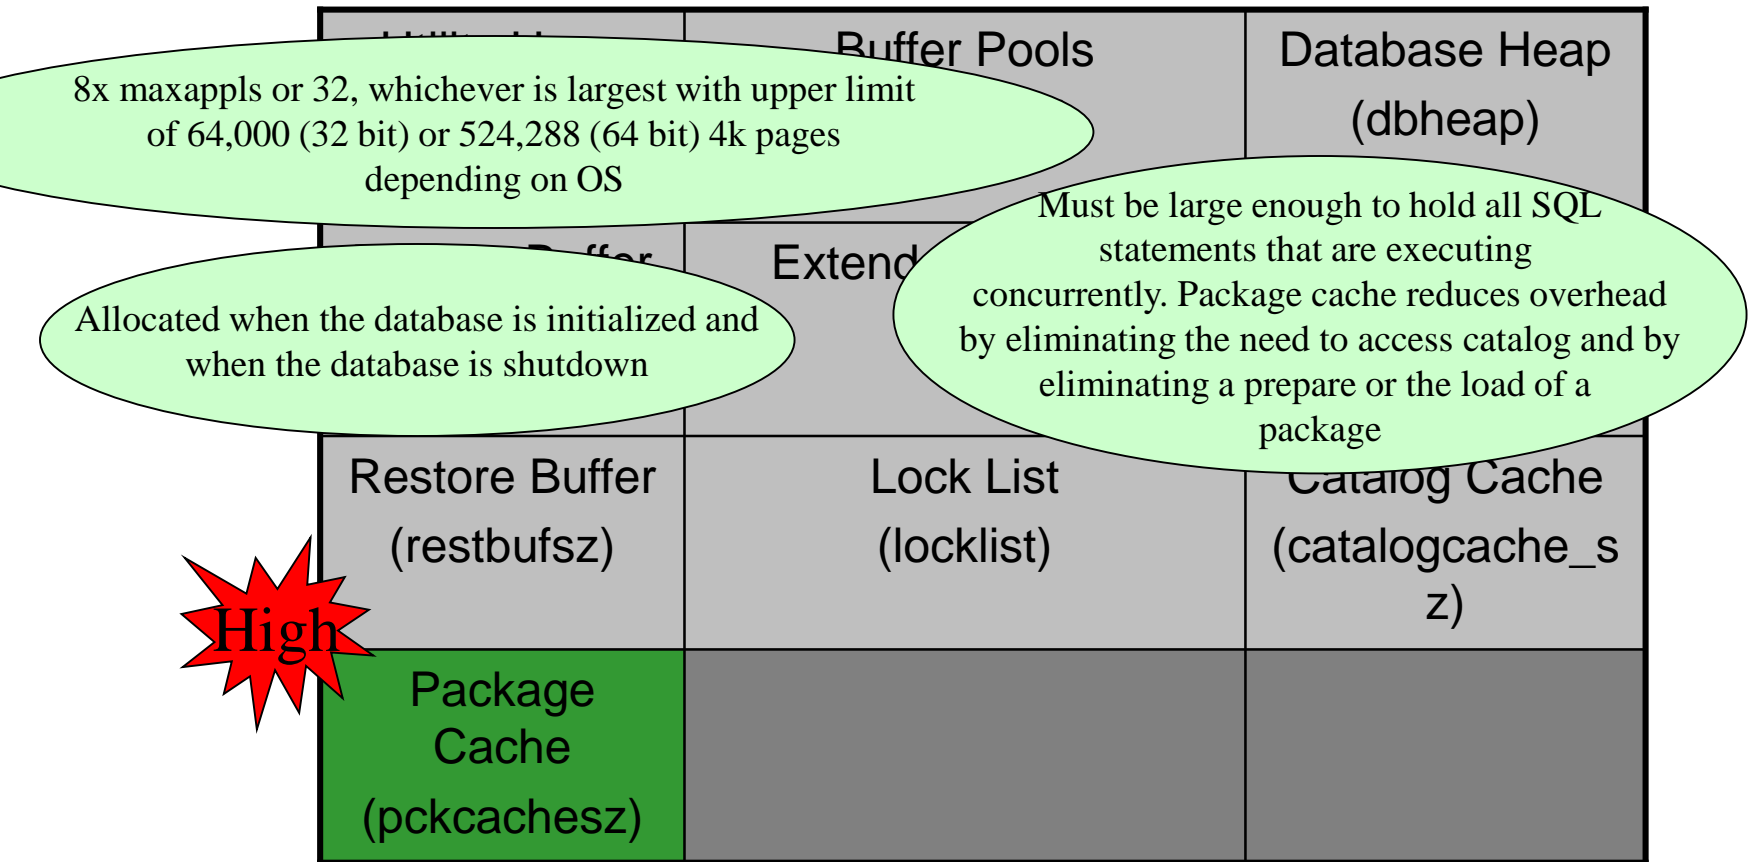 Buffer Pools
Database Heap
(dbheap)
8x maxappls or 32, whichever is largest with upper limit
of 64,000 (32 bit) or 524,288 (64 bit) 4k pages
depending on OS
Must be large enough to hold all SQL
statements that are executing
concurrently. Package cache reduces overhead
by eliminating the need to access catalog and by
eliminating a prepare or the load of a
package
Extend
Allocated when the database is initialized and
when the database is shutdown
Restore Buffer
(restbufsz)
Lock List
(locklist)
Catalog Cache
(catalogcache_s
z)
High
Package
Cache
(pckcachesz)